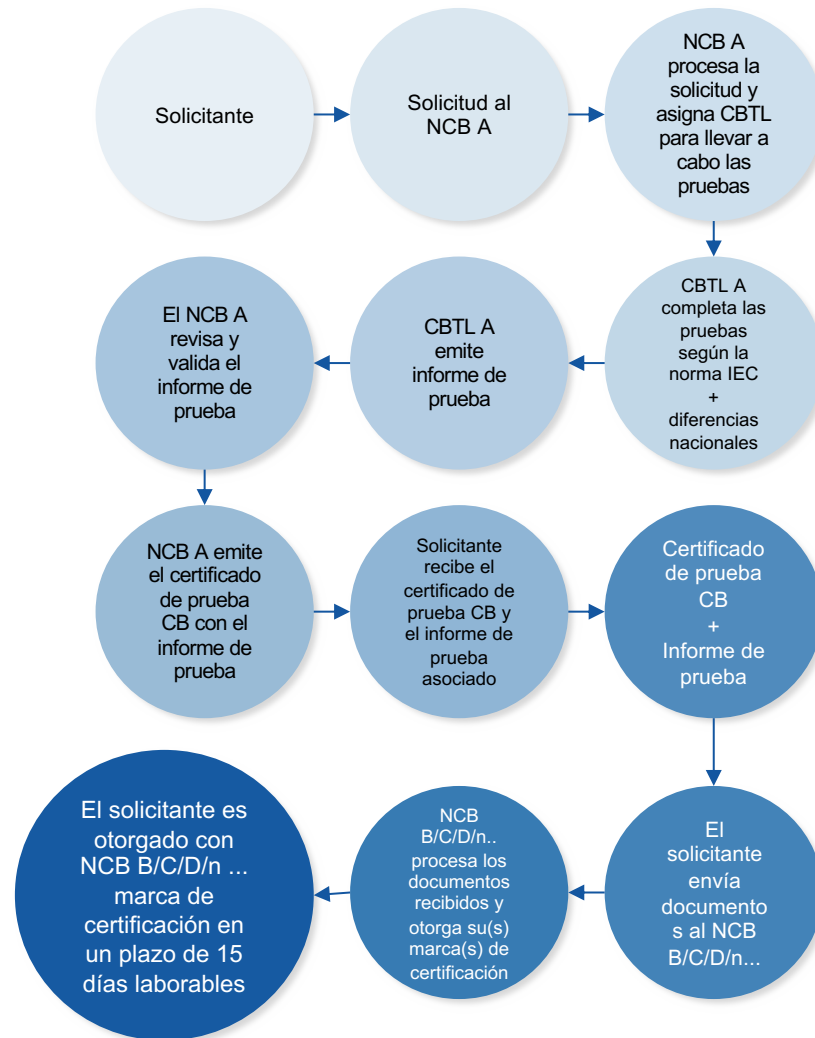 Solicitante
Solicitud al
NCB A
NCB A
procesa la
solicitud y
asigna CBTL
para llevar a
cabo las
pruebas
CBTL A
completa las
pruebas
según la
norma IEC
+
diferencias
nacionales
CBTL A
emite
informe de
prueba
El NCB A
revisa y
valida el
informe de
prueba
NCB A emite
el certificado
de prueba
CB con el
informe de
prueba
Solicitante
recibe el
certificado de
prueba CB y
el informe de
prueba
asociado
Certificado
de prueba
CB
+
Informe de
prueba
El
solicitante
envía
documento
s al NCB
B/C/D/n...
NCB
B/C/D/n..
procesa los
documentos
recibidos y
otorga su(s)
marca(s) de
certificación
El solicitante es
otorgado con
NCB B/C/D/n ...
marca de
certificación en
un plazo de 15
días laborables